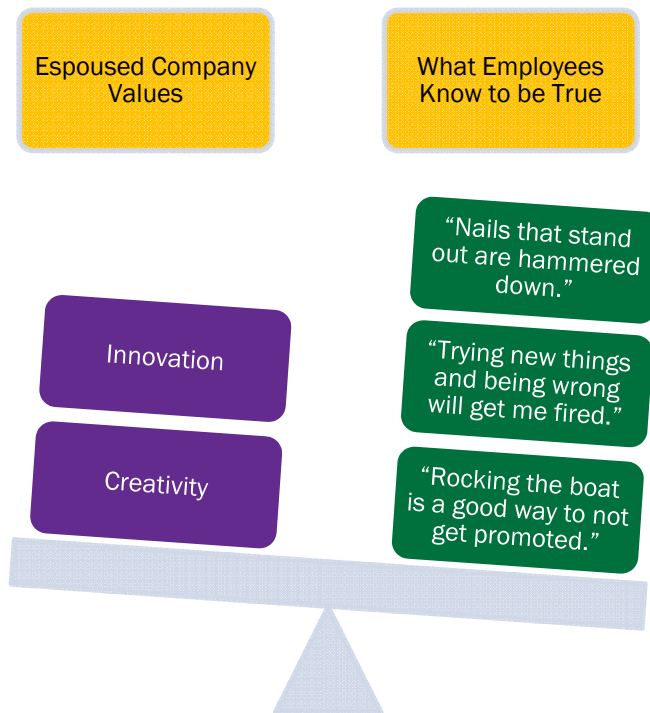 Espoused Company
Values
What Employees
Know to be True
Innovation
Creativity
“Nails that stand
out are hammered
down.”
“Trying new things
and being wrong
will get me fired.”
“Rocking the boat
is a good way to not
get promoted.”